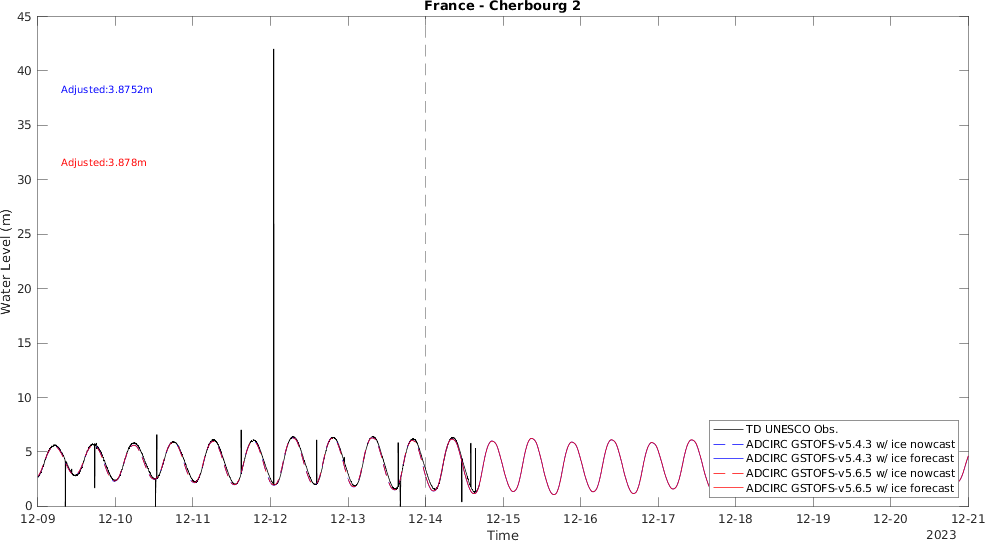 France - Cherbourg 2
45
40
35
30
25
20
15
10
5
0
Water Level (m)
Adjusted:3.8752m
Adjusted:3.878m
TD UNESCO Obs.
ADCIRC GSTOFS-v5.4.3 w/ ice nowcast
ADCIRC GSTOFS-v5.4.3 w/ ice forecast
ADCIRC GSTOFS-v5.6.5 w/ ice nowcast
ADCIRC GSTOFS-v5.6.5 w/ ice forecast
12-09 12-10 12-11 12-12 12-13 12-14 12-15 12-16 12-17 12-18 12-19 12-20 12-21
Time
2023